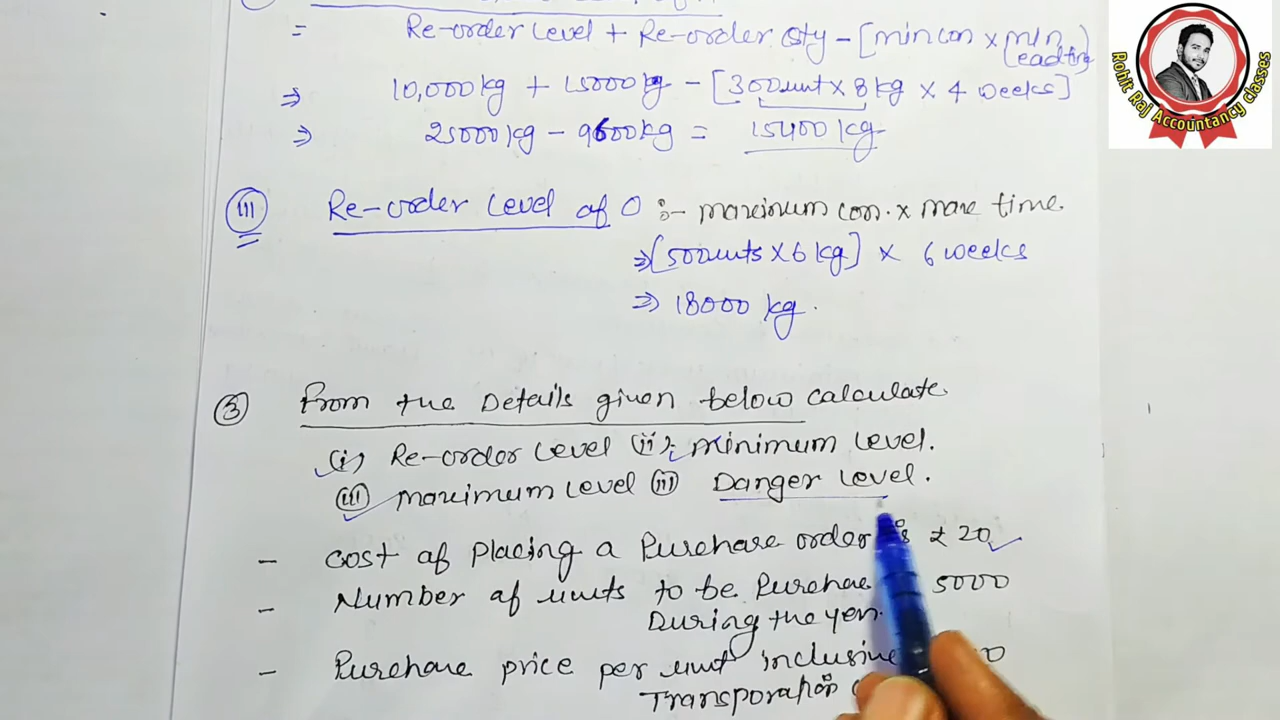 = Re-order Level + Re-order Qty - [min con × min Leadtime)
⇒ 10,000 kg + 15000 kg - [300 unit × 8 kg × 4 weeks]
⇒ 25000 kg - 9600 kg = 15400 kg
(iii) Re-order Level of O :- maximum con. × maxe time.
⇒ [500 units × 6 kg] × 6 weeks
⇒ 18000 kg.
(3) From the Details given below calculate
(i) Re-order Level (ii), minimum Level.
(iii) maximum Level (iii) Danger Level.
- Cost of Placing a Purchase order is ₹ 20
- Number of units to be Purchase 5000
During the year.
- Purchase price per unit inclusive
Transporation
Rohit Raj Accountancy classes